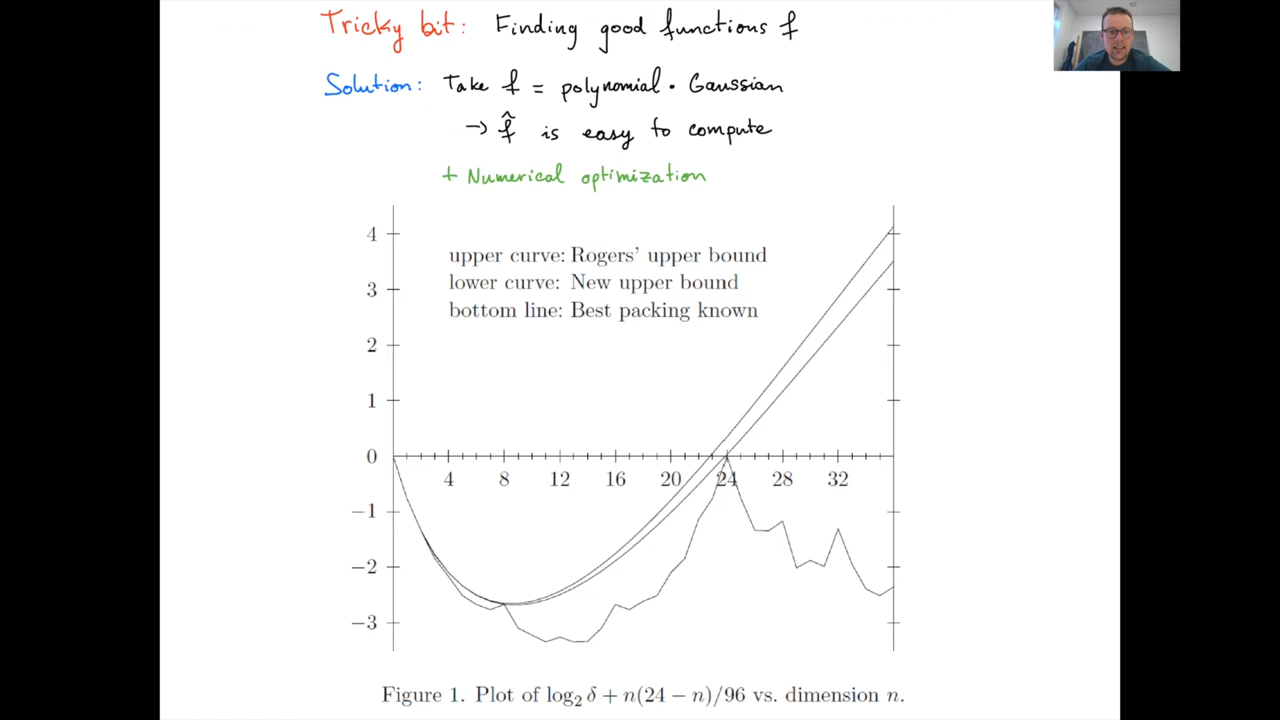 Tricky bit: Finding good functions f
Solution: Take f = polynomial · Gaussian
→ f̂ is easy to compute
+ Numerical optimization
upper curve: Rogers' upper bound
lower curve: New upper bound
bottom line: Best packing known
4
3
2
1
0
−1
−2
−3
4 8 12 16 20 24 28 32
Figure 1. Plot of log₂ δ + n(24 − n)/96 vs. dimension n.